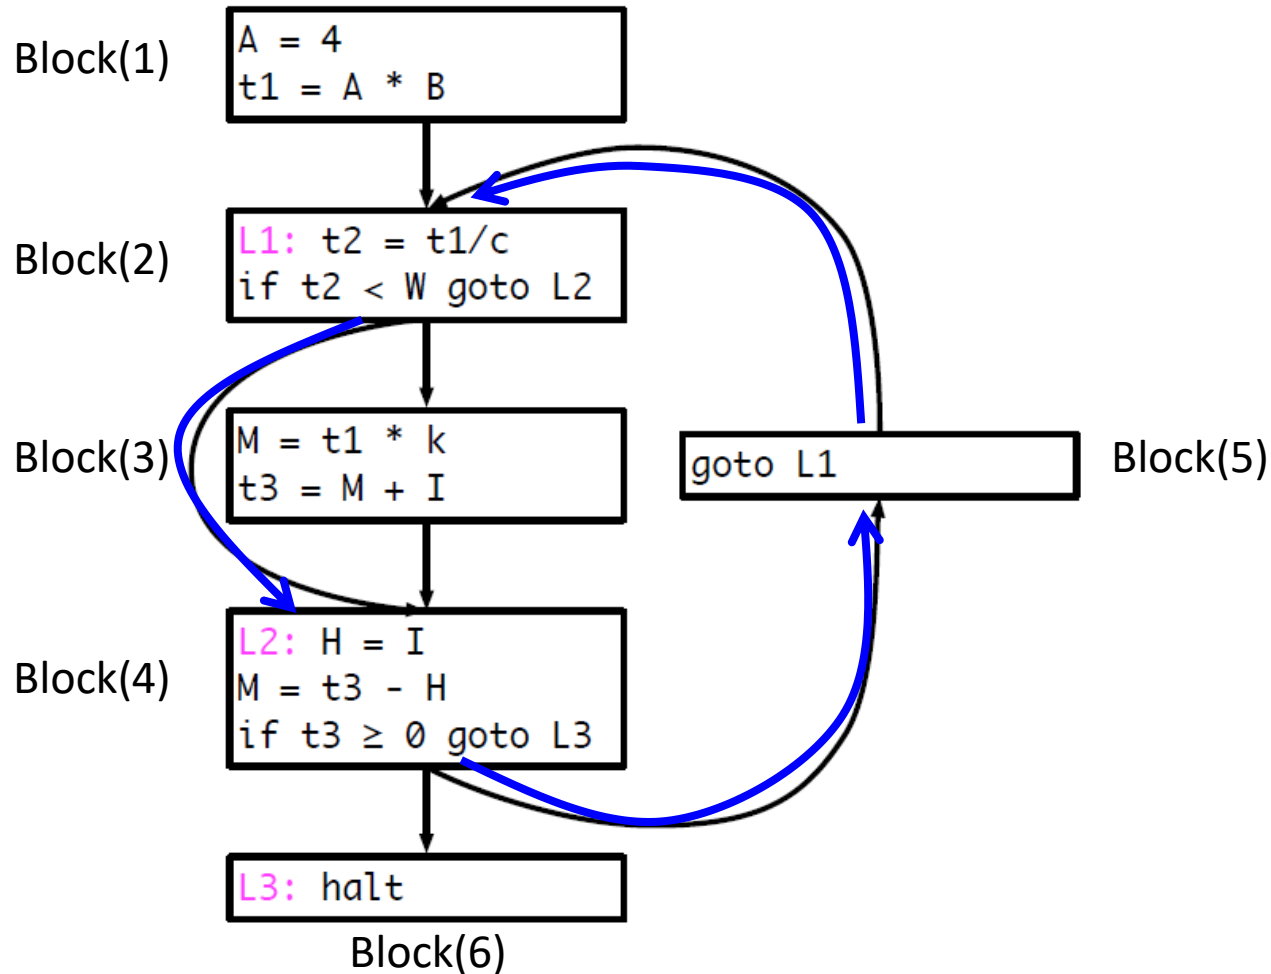 Block(1)
A = 4
t1 = A * B
Block(2)
L1: t2 = t1/c
if t2 < W goto L2
Block(3)
M = t1 * k
t3 = M + I
goto L1
Block(5)
Block(4)
L2: H = I
M = t3 - H
if t3 ≥ 0 goto L3
L3: halt
Block(6)